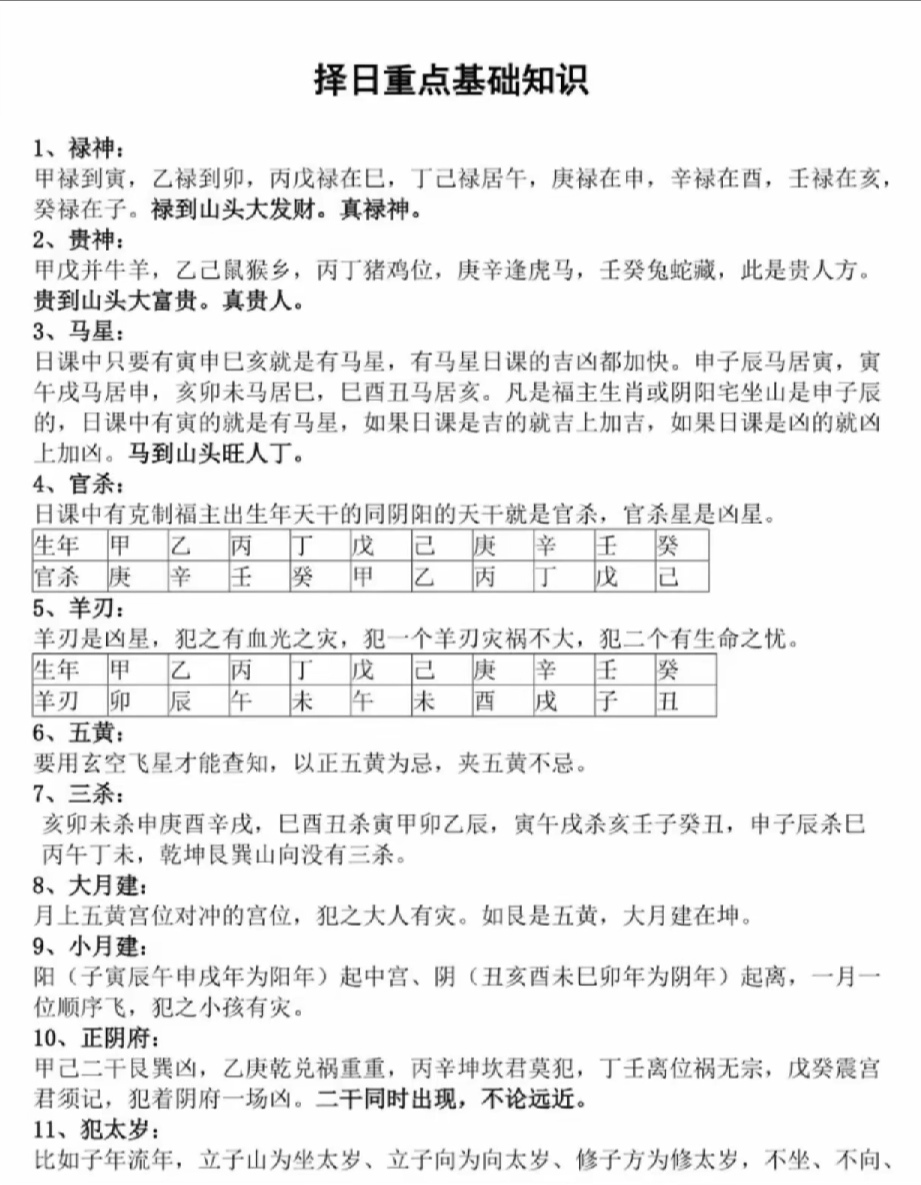 择日重点基础知识
1、禄神：
甲禄到寅，乙禄到卯，丙戊禄在巳，丁己禄居午，庚禄在申，辛禄在酉，壬禄在亥，
癸禄在子。禄到山头大发财。真禄神。
2、贵神：
甲戊并牛羊，乙己鼠猴乡，丙丁猪鸡位，庚辛逢虎马，壬癸兔蛇藏，此是贵人方。
贵到山头大富贵。真贵人。
3、马星：
日课中只要有寅申巳亥就是有马星，有马星日课的吉凶都加快。申子辰马居寅，寅
午戌马居申，亥卯未马居巳，巳酉丑马居亥。凡是福主生肖或阴阳宅坐山是申子辰
的，日课中有寅的就是有马星，如果日课是吉的就吉上加吉，如果日课是凶的就凶
上加凶。马到山头旺人丁。
4、官杀；
日课中有克制福主出生年天干的同阴阳的天干就是官杀，官杀星是凶星。
生年 甲 乙 丙 丁 戊 己 庚 辛 壬 癸
官杀 庚 辛 壬 癸 甲 乙 丙 丁 戊 己
5、羊刃：
羊刃是凶星，犯之有血光之灾，犯一个羊刃灾祸不大，犯二个有生命之忧。
生年 甲 乙 丙 丁 戊 己 庚 辛 壬 癸
羊刃 卯 辰 午 未 午 未 酉 戌 子 丑
6、五黄：
要用玄空飞星才能查知，以正五黄为忌，夹五黄不忌。
7、三杀：
亥卯未杀申庚酉辛戌，巳酉丑杀寅甲卯乙辰，寅午戌杀亥壬子癸丑，申子辰杀巳
丙午丁未，乾坤艮巽山向没有三杀。
8、大月建：
月上五黄宫位对冲的宫位，犯之大人有灾。如艮是五黄，大月建在坤。
9、小月建：
阳（子寅辰午申戌年为阳年）起中宫、阴（丑亥酉未巳卯年为阴年）起离，一月一
位顺序飞，犯之小孩有灾。
10、正阴府：
甲己二干艮巽凶，乙庚乾兑祸重重，丙辛坤坎君莫犯，丁壬离位祸无宗，戊癸震宫
君须记，犯着阴府一场凶。二干同时出现，不论远近。
11、犯太岁：
比如子年流年，立子山为坐太岁、立子向为向太岁、修子方为修太岁，不坐、不向、